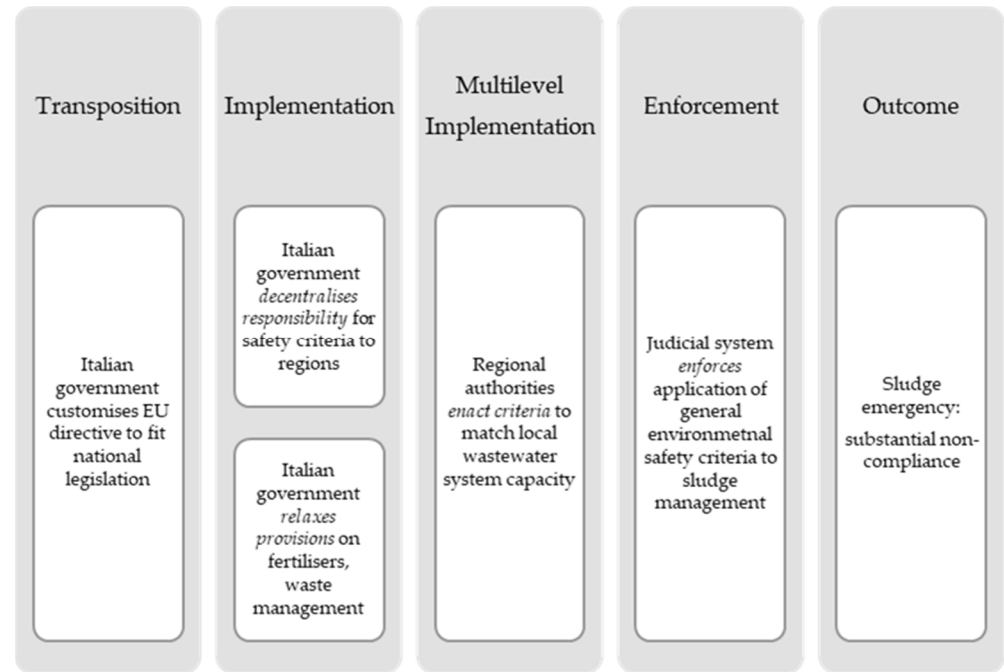 Transposition
Italian
government
customises EU
directive to fit
national
legislation
Implementation
Italian
government
decentralises
responsibility for
safety criteria to
regions
Italian
government
relaxes
provisions on
fertilisers,
waste
management
Multilevel
Implementation
Regional
authorities
enact criteria to
match local
wastewater
system capacity
Enforcement
Judicial system
enforces
application of
general
environmetnal
safety criteria to
sludge
management
Outcome
Sludge
emergency:
substantial non-
compliance